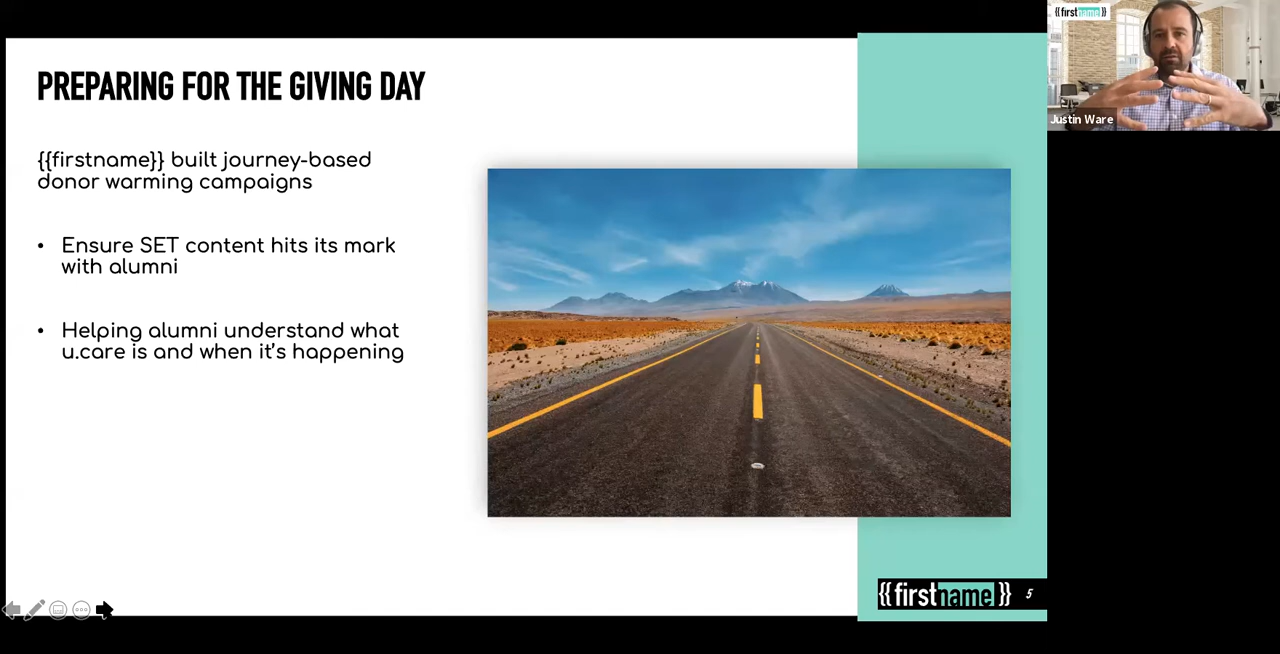 PREPARING FOR THE GIVING DAY
{{firstname}} built journey-based
donor warming campaigns
• Ensure SET content hits its mark
with alumni
• Helping alumni understand what
u.care is and when it's happening
{{firstname}} 5
{{firstname}}
Justin Ware